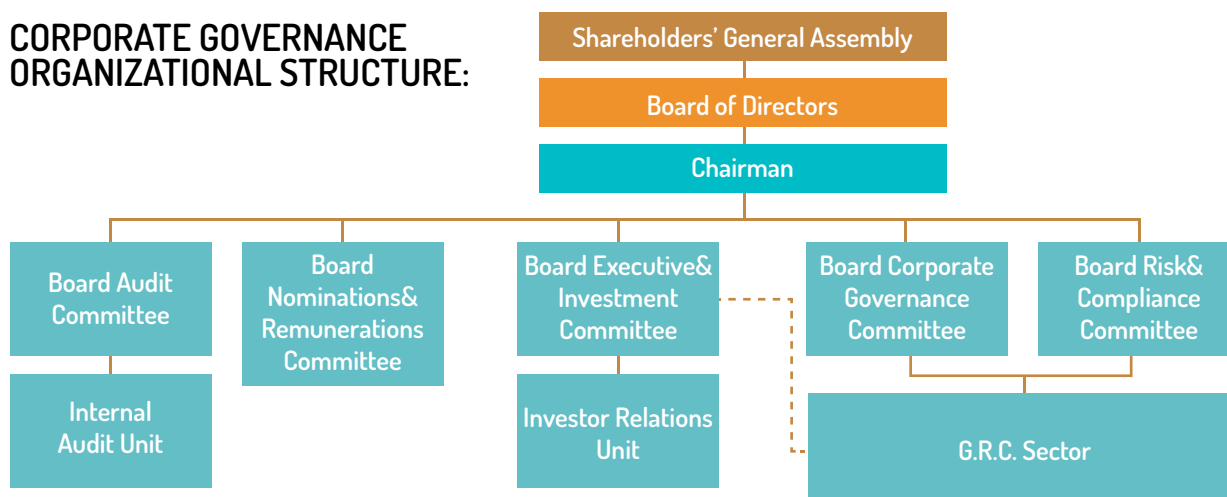 CORPORATE GOVERNANCE
ORGANIZATIONAL STRUCTURE:
Shareholders’ General Assembly
Board of Directors
Chairman
Board Audit
Committee
Board
Nominations&
Remunerations
Committee
Board Executive&
Investment
Committee
Board Corporate
Governance
Committee
Board Risk&
Compliance
Committee
Internal
Audit Unit
Investor Relations
Unit
G.R.C. Sector